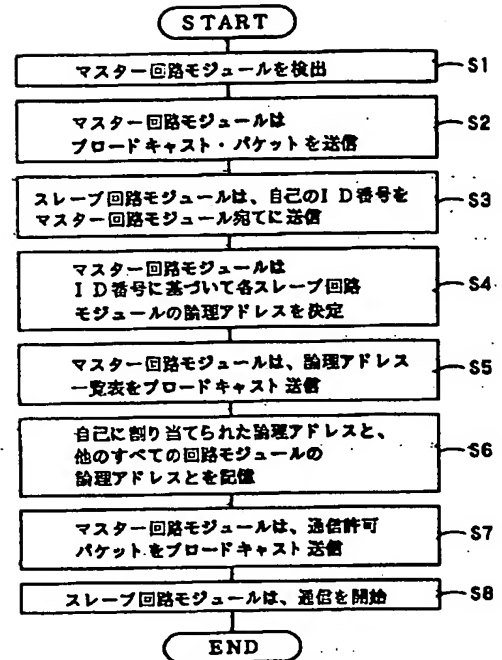 START
マスター回路モジュールを検出
S1
マスター回路モジュールは
ブロードキャスト・パケットを送信
S2
スレーブ回路モジュールは、自己のID番号を
マスター回路モジュール宛てに送信
S3
マスター回路モジュールは
ID番号に基づいて各スレーブ回路
モジュールの論理アドレスを決定
S4
マスター回路モジュールは、論理アドレス
一覧表をブロードキャスト送信
S5
自己に割り当てられた論理アドレスと、
他のすべての回路モジュールの
論理アドレスとを記憶
S6
マスター回路モジュールは、通信許可
パケットをブロードキャスト送信
S7
スレーブ回路モジュールは、通信を開始
S8
END